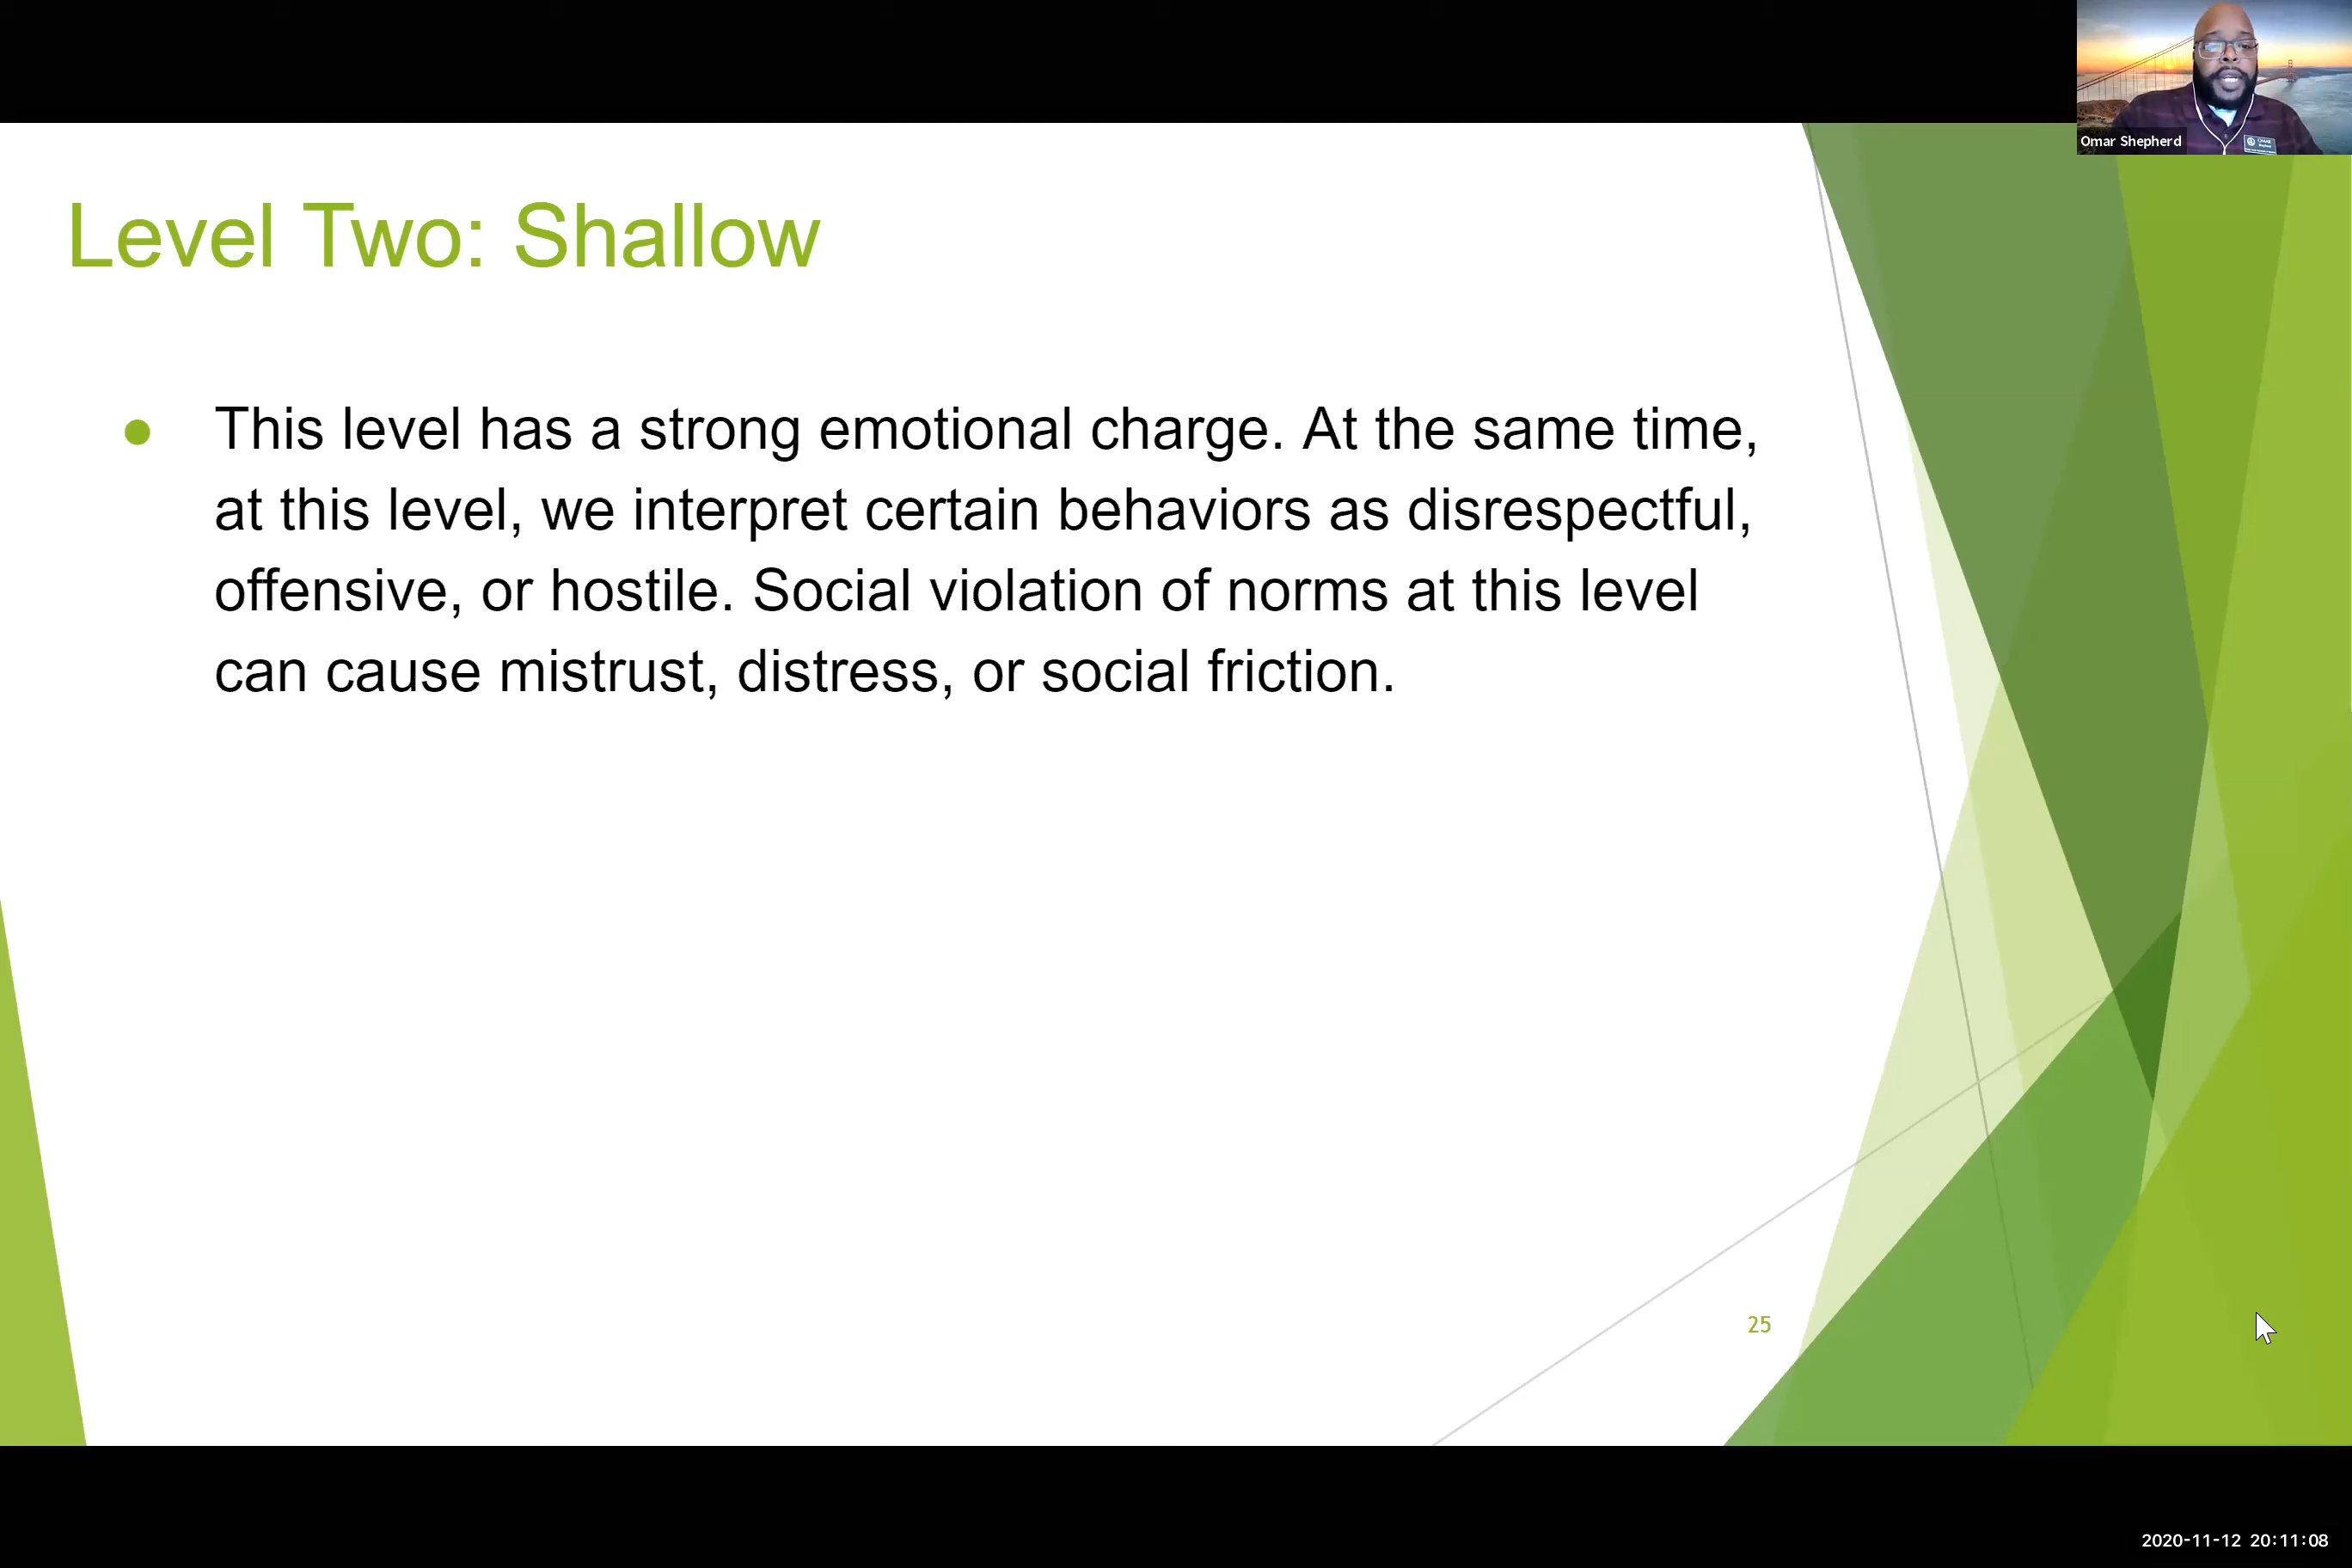 Omar Shepherd
Level Two: Shallow
This level has a strong emotional charge. At the same time,
at this level, we interpret certain behaviors as disrespectful,
offensive, or hostile. Social violation of norms at this level
can cause mistrust, distress, or social friction.
25
2020-11-12 20:11:08